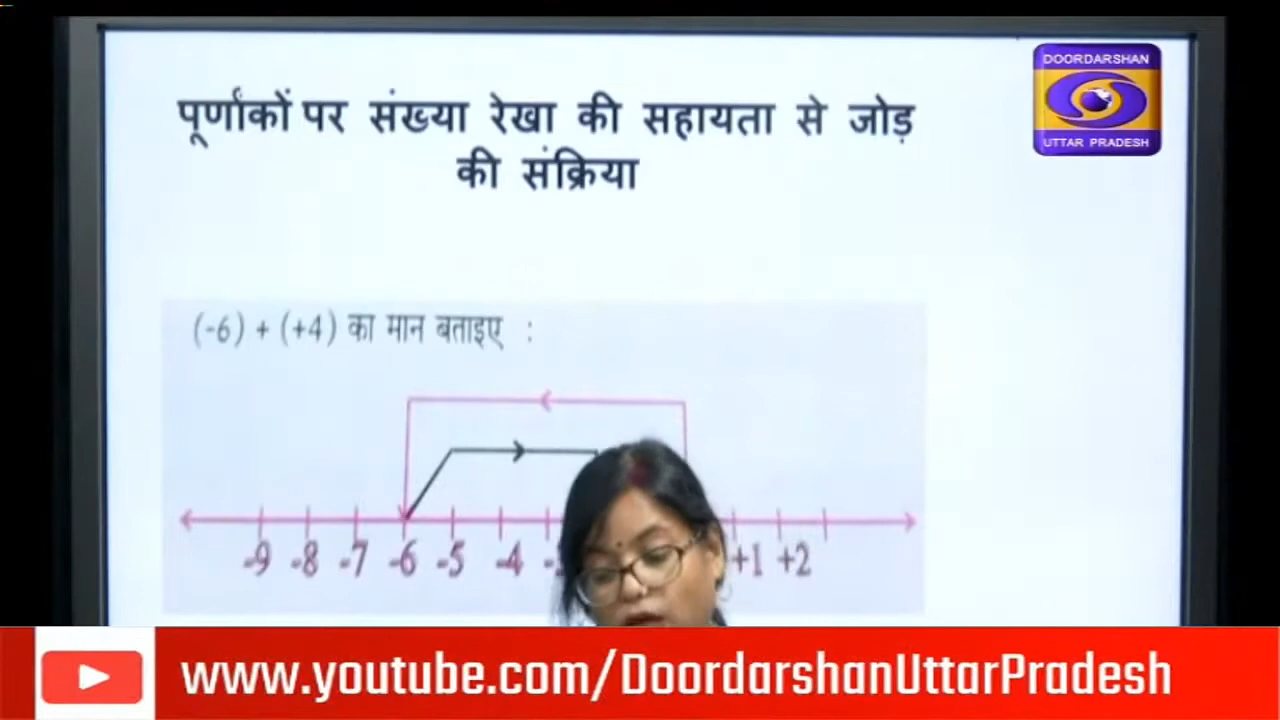 DOORDARSHAN
UTTAR PRADESH
पूर्णांकों पर संख्या रेखा की सहायता से जोड़
की संक्रिया
(-6) + (+4) का मान बताइए :
-9 -8 -7 -6 -5 -4 +1 +2
www.youtube.com/DoordarshanUttarPradesh